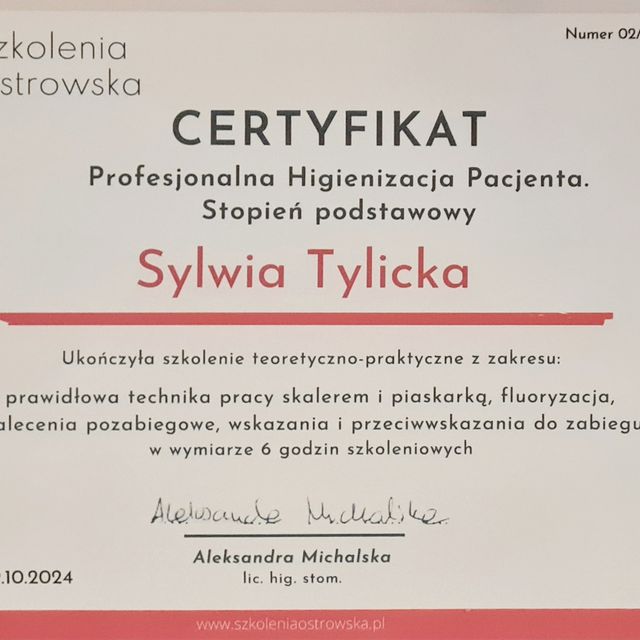 zkolenia
strowska
Numer 02/
CERTYFIKAT
Profesjonalna Higienizacja Pacjenta.
Stopień podstawowy
Sylwia Tylicka
Ukończyła szkolenie teoretyczno-praktyczne z zakresu:
prawidłowa technika pracy skalerem i piaskarką, fluoryzacja,
alecenia pozabiegowe, wskazania i przeciwwskazania do zabiegu
w wymiarze 6 godzin szkoleniowych
Aleksandra Michalska
Aleksandra Michalska
lic. hig. stom.
.10.2024
www.szkoleniaostrowska.pl